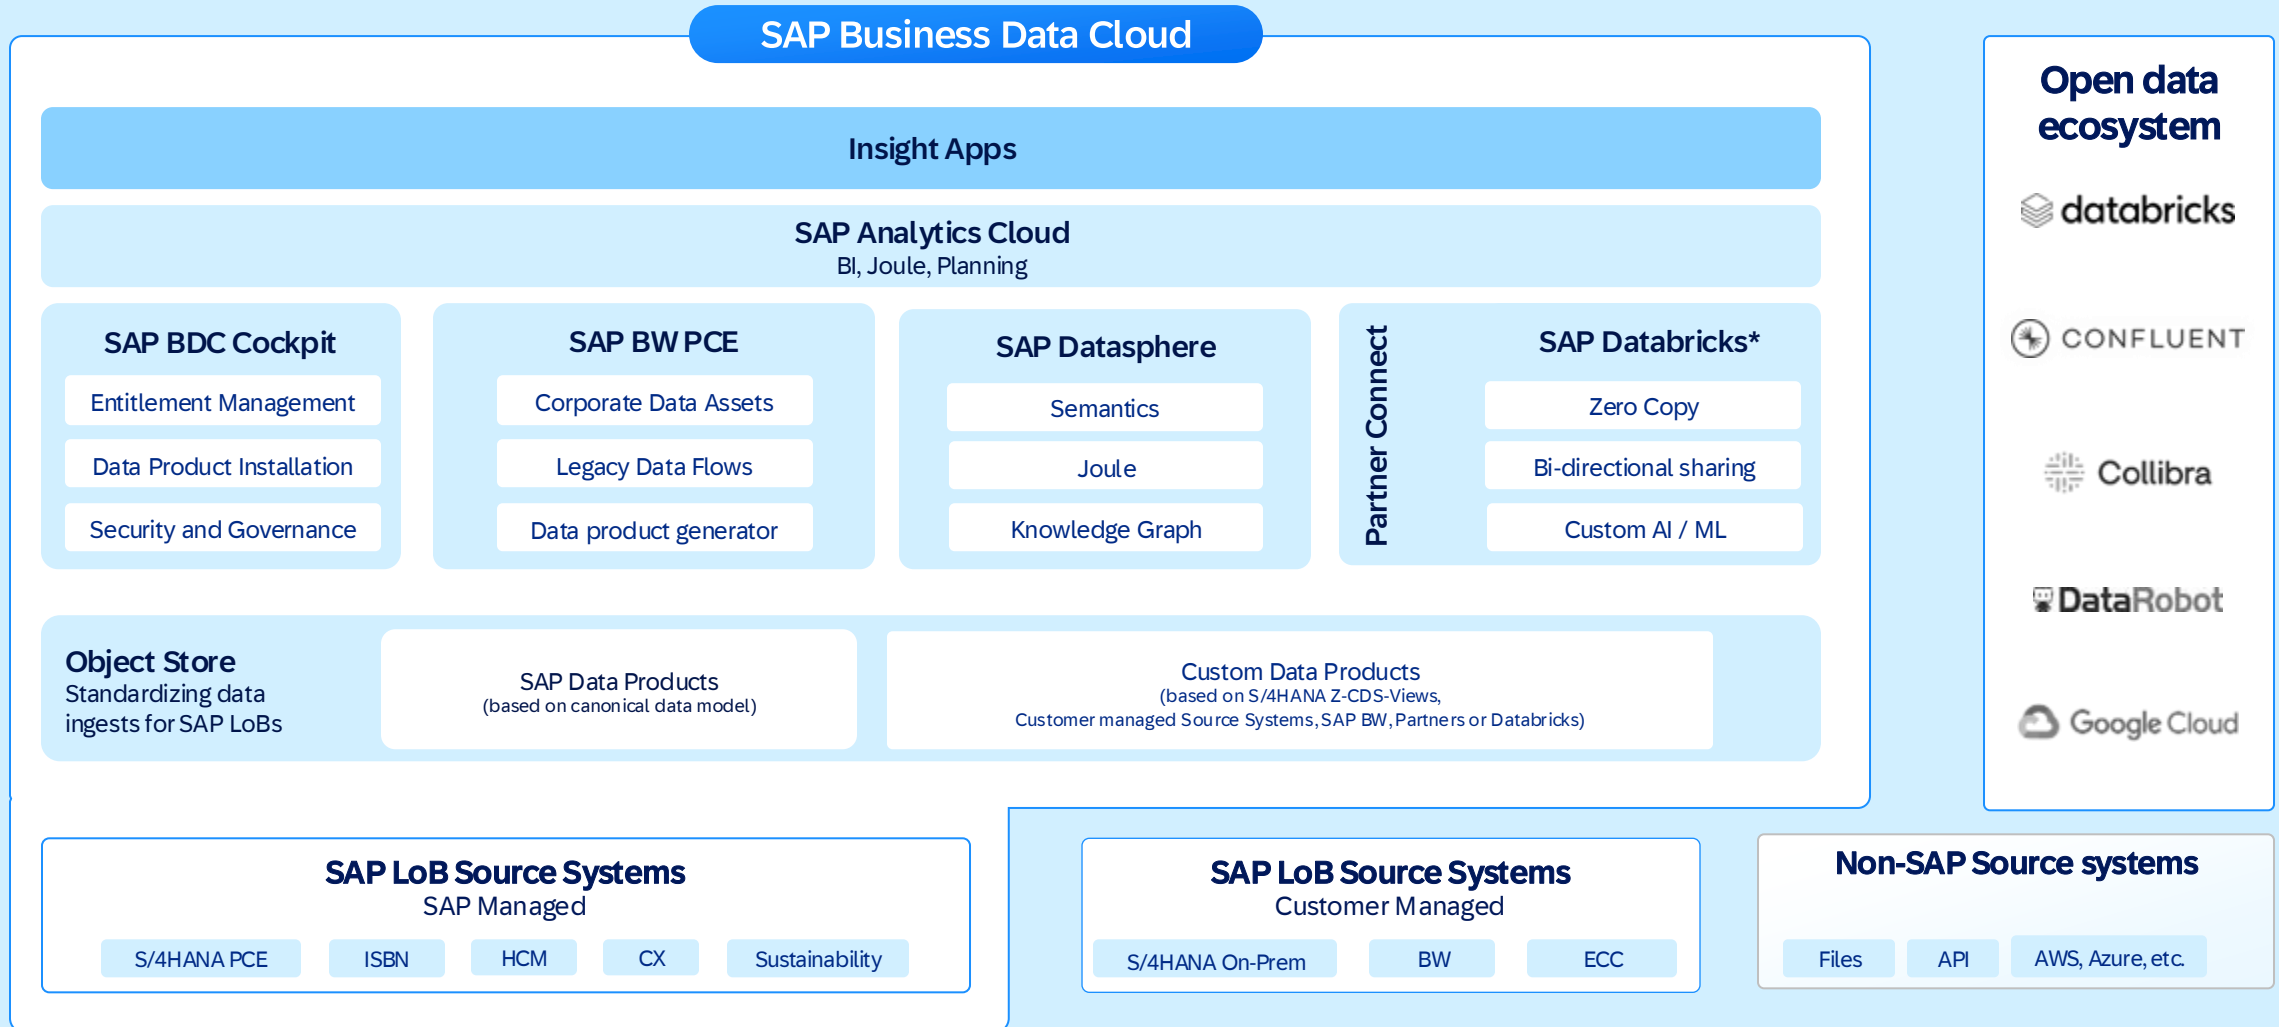 SAP Business Data Cloud
Insight Apps
SAP Analytics Cloud
BI, Joule, Planning
SAP BDC Cockpit
Entitlement Management
Data Product Installation
Security and Governance
SAP BW PCE
Corporate Data Assets
Legacy Data Flows
Data product generator
SAP Datasphere
Semantics
Joule
Knowledge Graph
Partner Connect
SAP Databricks*
Zero Copy
Bi-directional sharing
Custom AI / ML
Object Store
Standardizing data
ingests for SAP LoBs
SAP Data Products
(based on canonical data model)
Custom Data Products
(based on S/4HANA Z-CDS-Views,
Customer managed Source Systems, SAP BW, Partners or Databricks)
SAP LoB Source Systems
SAP Managed
S/4HANA PCE
ISBN
HCM
CX
Sustainability
SAP LoB Source Systems
Customer Managed
S/4HANA On-Prem
BW
ECC
Non-SAP Source systems
Files
API
AWS, Azure, etc.
Open data
ecosystem
databricks
CONFLUENT
Collibra
DataRobot
Google Cloud